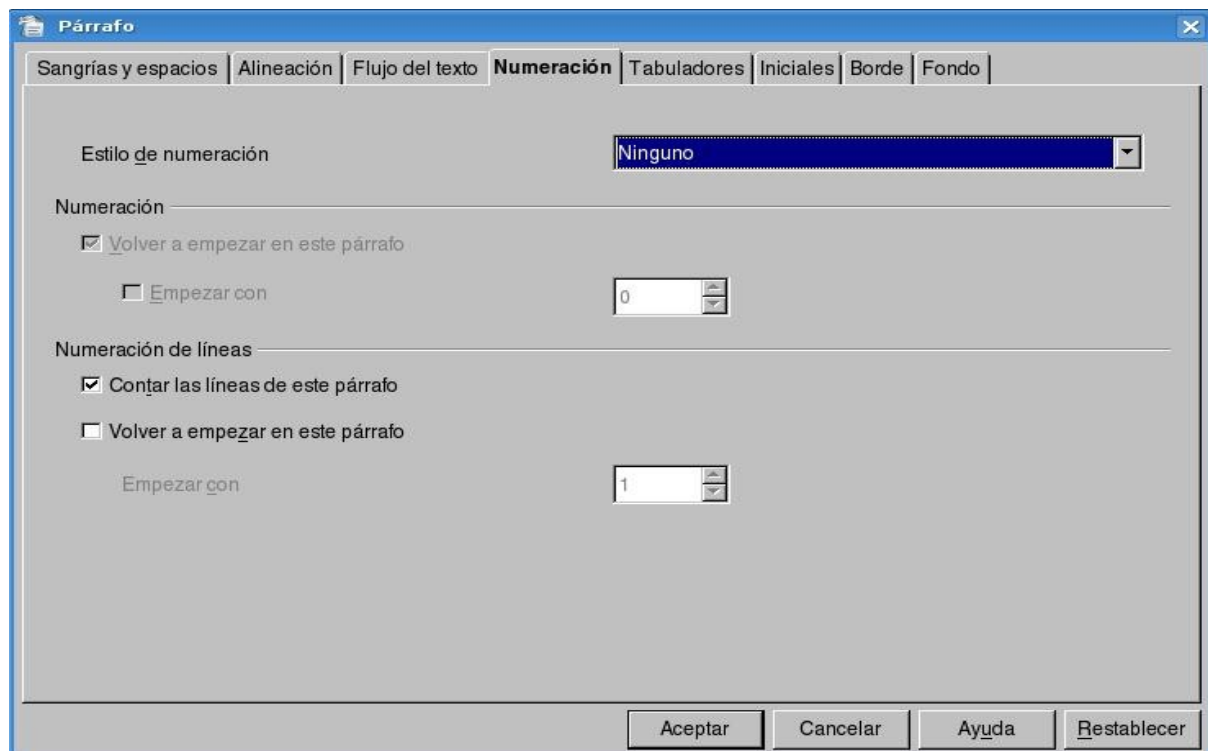 Párrafo
Sangrías y espacios Alineación Flujo del texto Numeración Tabuladores Iniciales Borde Fondo
Estilo de numeración Ninguno
Numeración
Volver a empezar en este párrafo
Empezar con 0
Numeración de líneas
Contar las líneas de este párrafo
Volver a empezar en este párrafo
Empezar con 1
Aceptar Cancelar Ayuda Restablecer